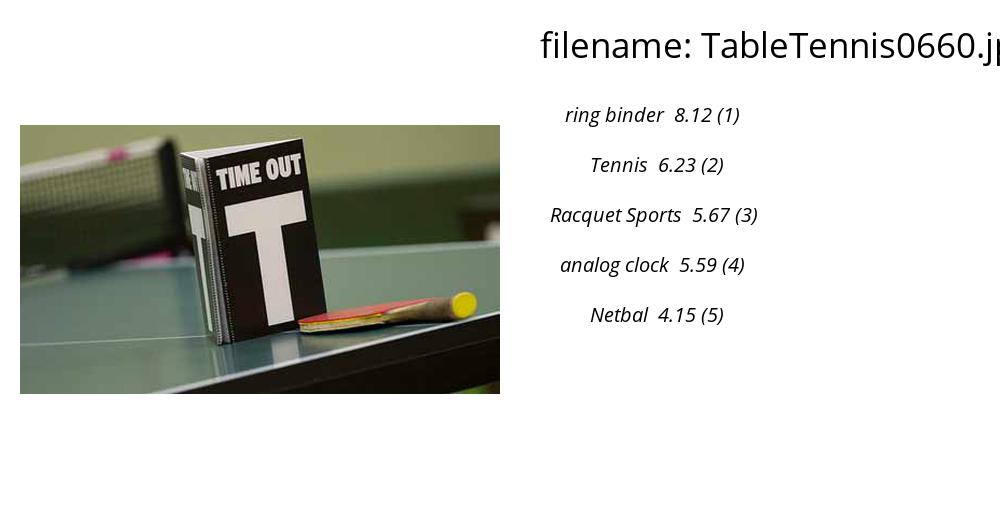 filename: TableTennis0660.jp
ring binder 8.12 (1)
Tennis 6.23 (2)
Racquet Sports 5.67 (3)
analog clock 5.59 (4)
Netbal 4.15 (5)
TIME OUT
T
T